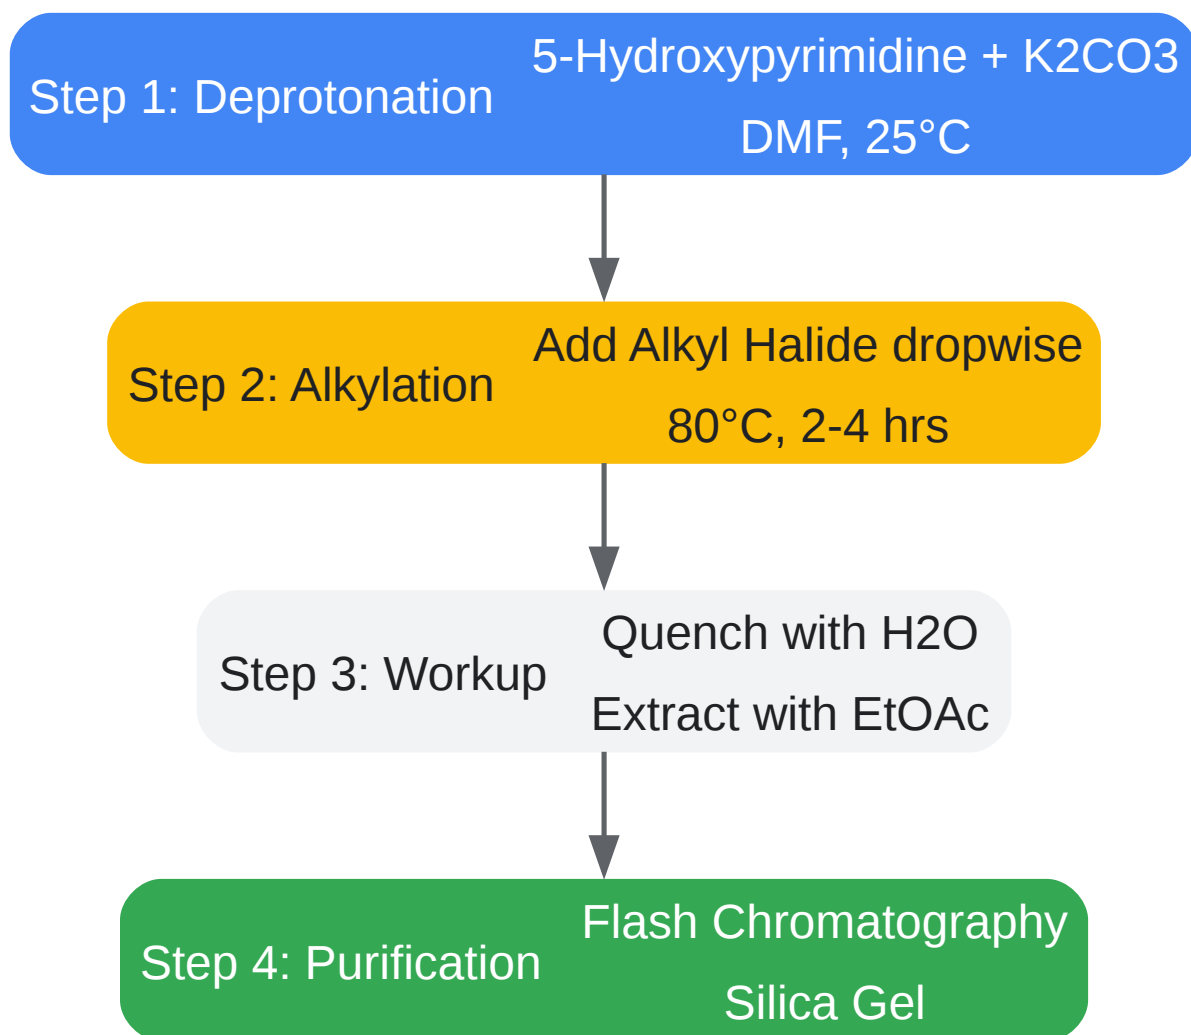 Step 1: Deprotonation
5-Hydroxypyrimidine + K2CO3
DMF, 25°C
Step 2: Alkylation
Add Alkyl Halide dropwise
80°C, 2-4 hrs
Step 3: Workup
Quench with H2O
Extract with EtOAc
Step 4: Purification
Flash Chromatography
Silica Gel